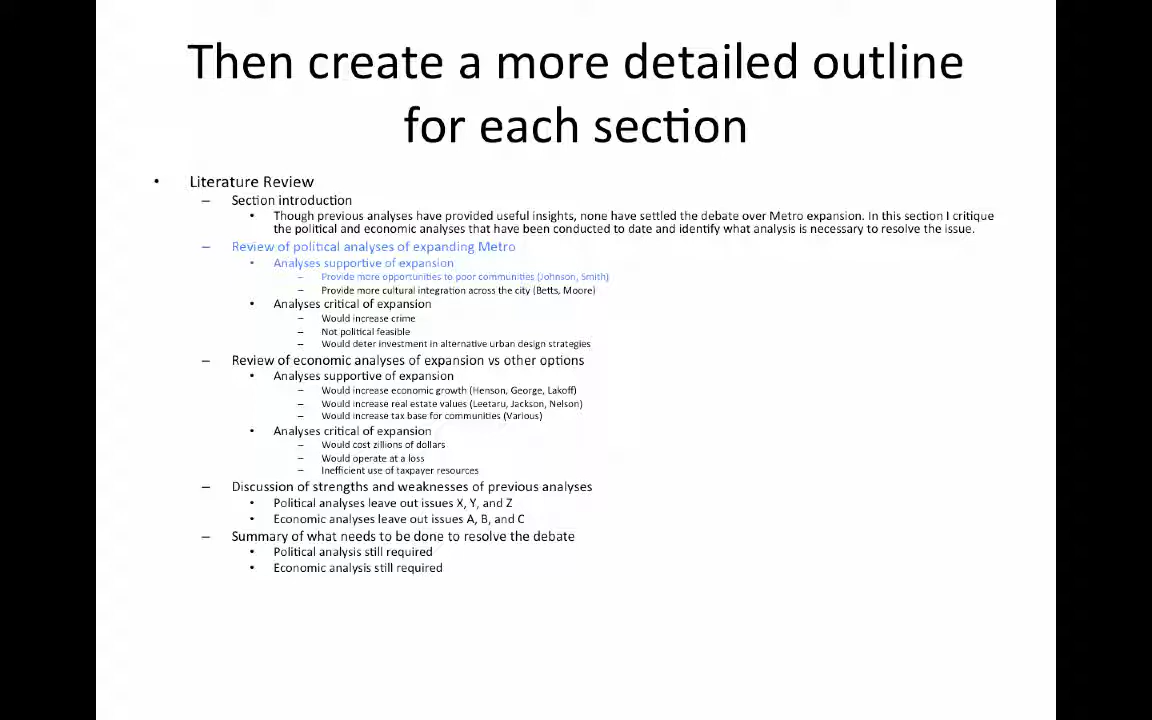 Then create a more detailed outline
for each section
• Literature Review
– Section introduction
• Though previous analyses have provided useful insights, none have settled the debate over Metro expansion. In this section I critique
the political and economic analyses that have been conducted to date and identify what analysis is necessary to resolve the issue.
– Review of political analyses of expanding Metro
• Analyses supportive of expansion
– Provide more opportunities to poor communities (Johnson, Smith)
– Provide more cultural integration across the city (Betts, Moore)
• Analyses critical of expansion
– Would increase crime
– Not political feasible
– Would deter investment in alternative urban design strategies
– Review of economic analyses of expansion vs other options
• Analyses supportive of expansion
– Would increase economic growth (Henson, George, Lakoff)
– Would increase real estate values (Leetaru, Jackson, Nelson)
– Would increase tax base for communities (Various)
• Analyses critical of expansion
– Would cost zillions of dollars
– Would operate at a loss
– Inefficient use of taxpayer resources
– Discussion of strengths and weaknesses of previous analyses
• Political analyses leave out issues X, Y, and Z
• Economic analyses leave out issues A, B, and C
– Summary of what needs to be done to resolve the debate
• Political analysis still required
• Economic analysis still required